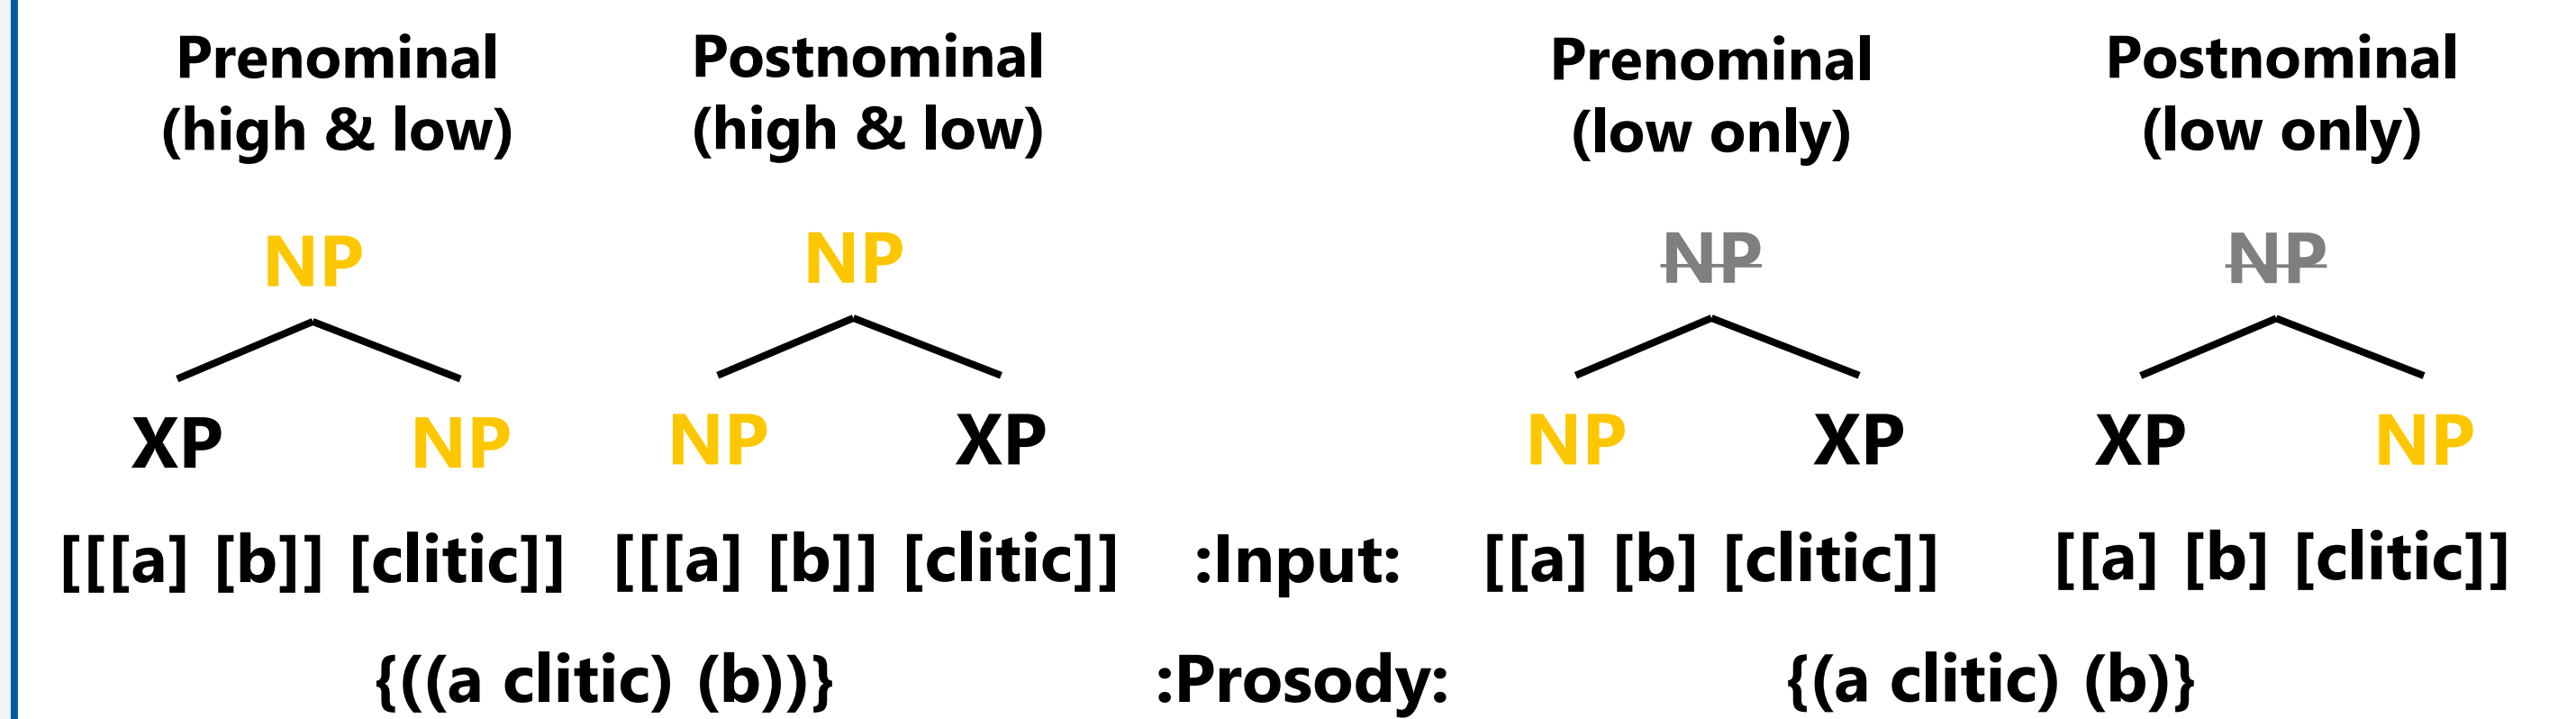 Prenominal
(high & low)
Postnominal
(high & low)
Prenominal
(low only)
Postnominal
(low only)
NP
NP
NP
NP
XP
NP
NP
XP
NP
XP
XP
NP
[[[a] [b]] [clitic]]
[[[a] [b]] [clitic]]
:Input:
[[a] [b] [clitic]]
[[a] [b] [clitic]]
{((a clitic) (b))}
:Prosody:
{(a clitic) (b)}